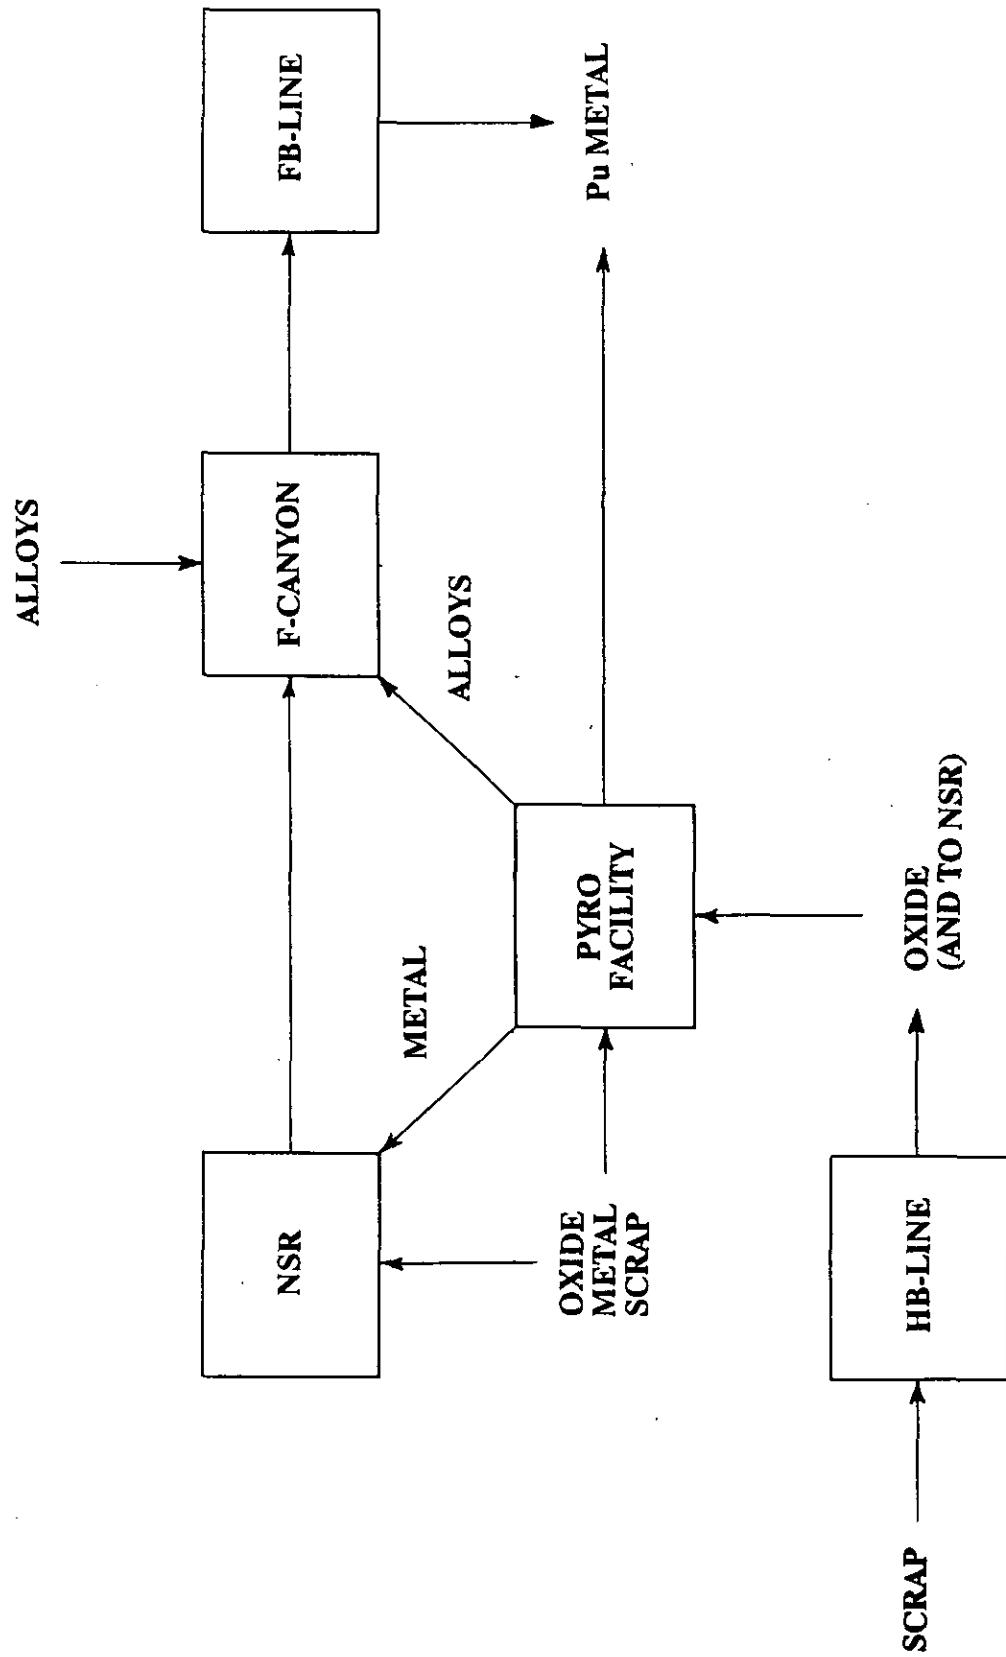 ALLOYS
NSR
F-CANYON
FB-LINE
METAL
ALLOYS
OXIDE
METAL
SCRAP
PYRO
FACILITY
Pu METAL
SCRAP
HB-LINE
OXIDE
(AND TO NSR)